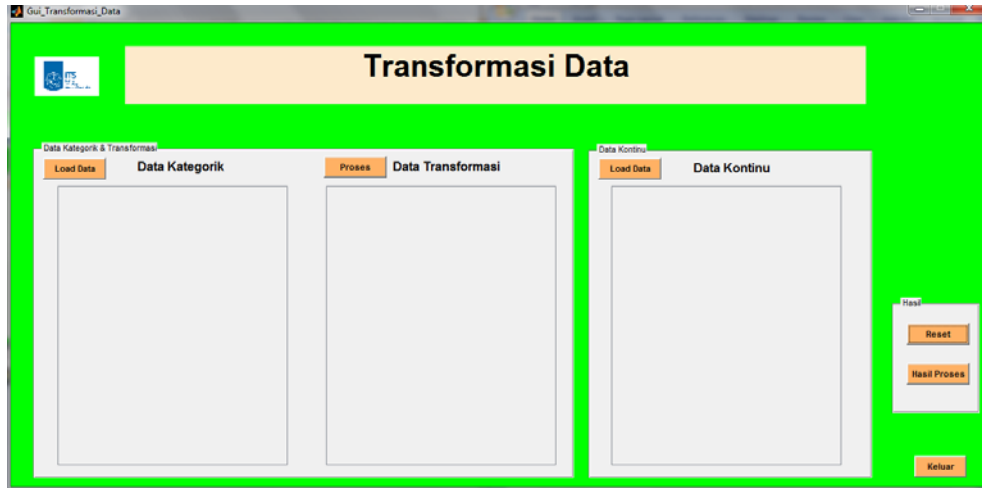 Gui_Transformasi_Data
Transformasi Data
ITS
Data Kategorik & Transformasi
Load Data
Data Kategorik
Proses
Data Transformasi
Data Kontinu
Load Data
Data Kontinu
Hasil
Reset
Hasil Proses
Keluar